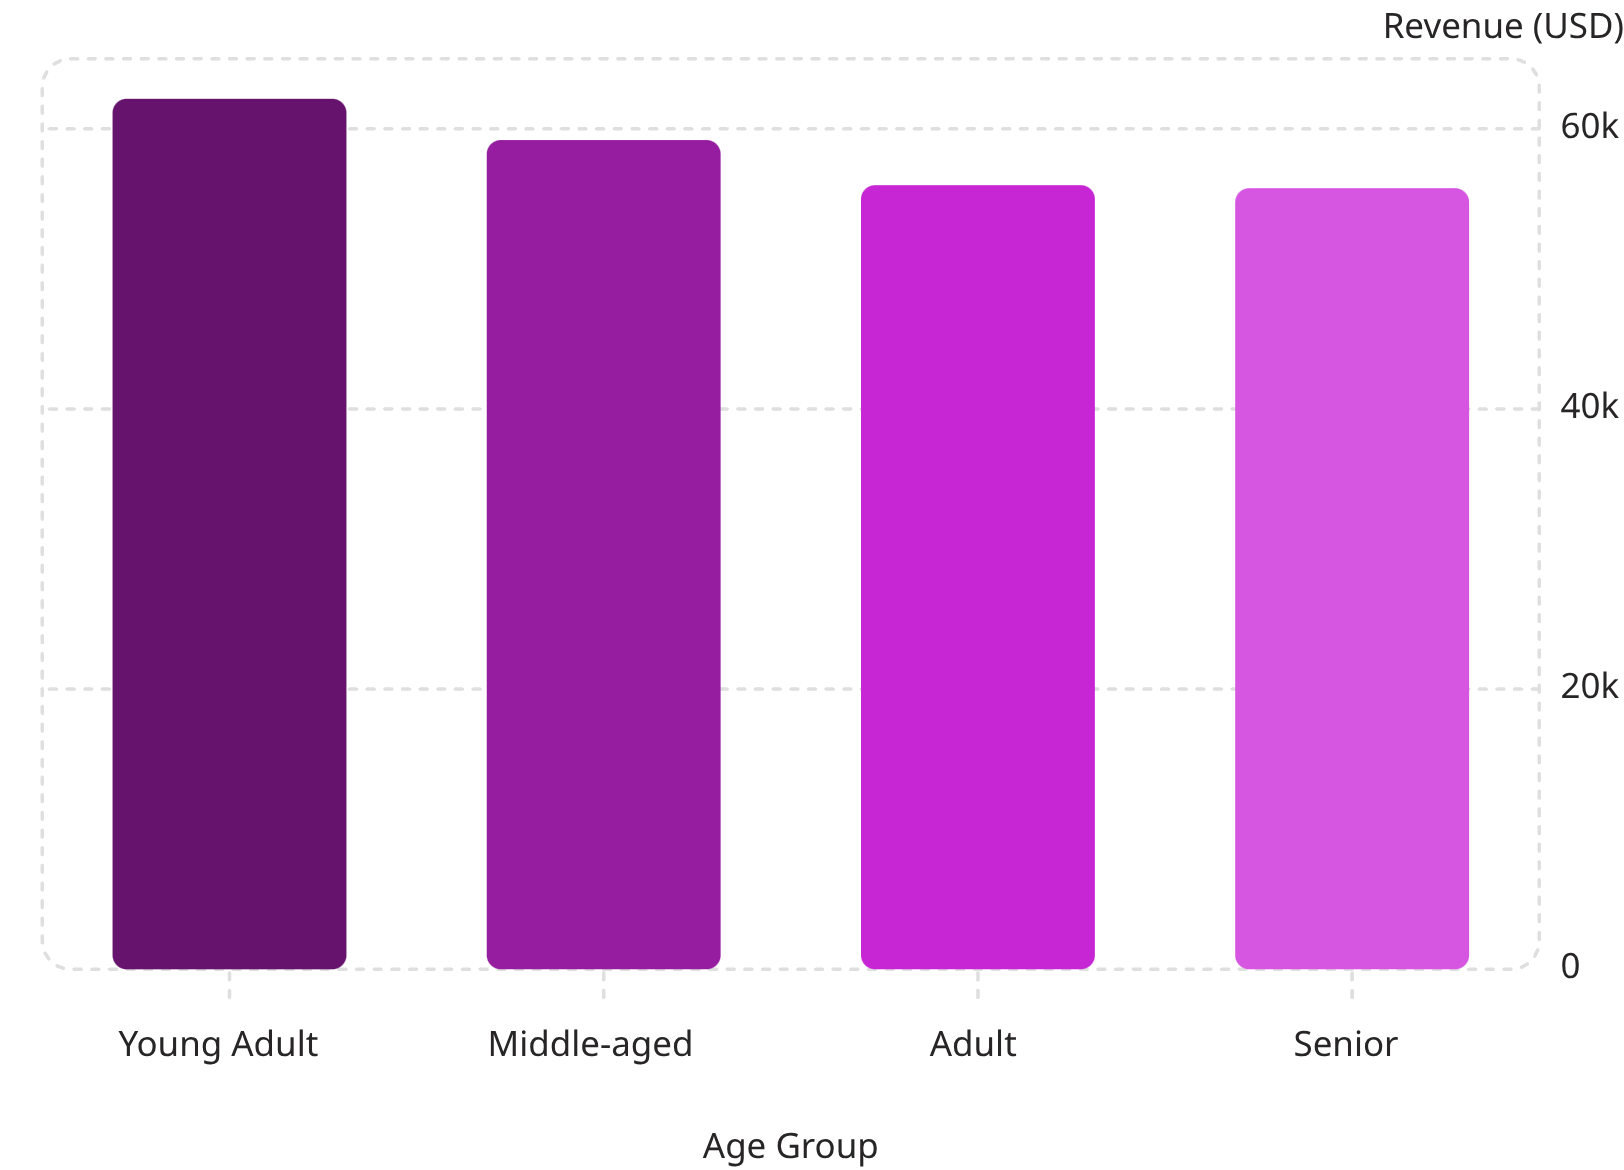 Revenue (USD)
60k
40k
20k
0
Young Adult
Middle-aged
Adult
Senior
Age Group